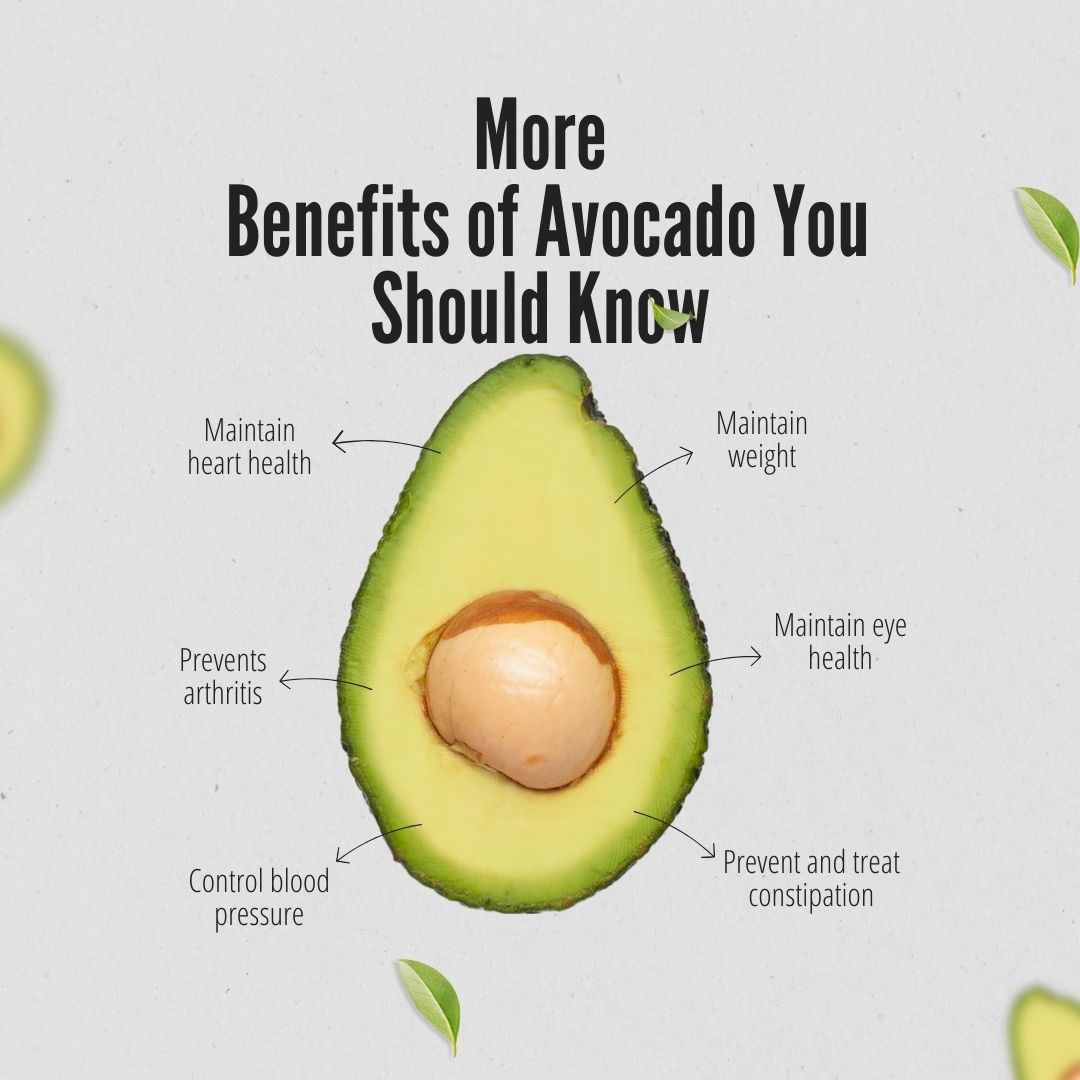 More
Benefits of Avocado You
Should Know
Maintain
heart health
Maintain
weight
Prevents
arthritis
Maintain eye
health
Control blood
pressure
Prevent and treat
constipation